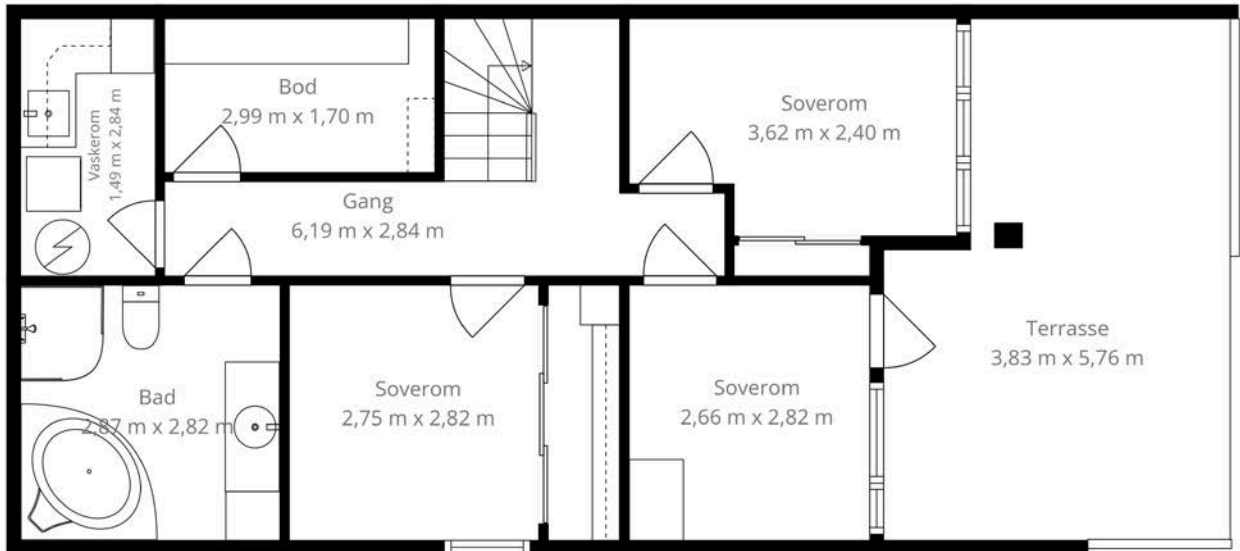 Vaskerom
1,49 m x 2,84 m
Bod
2,99 m x 1,70 m
Soverom
3,62 m x 2,40 m
Gang
6,19 m x 2,84 m
Terrasse
3,83 m x 5,76 m
Bad
2,87 m x 2,82 m
Soverom
2,75 m x 2,82 m
Soverom
2,66 m x 2,82 m